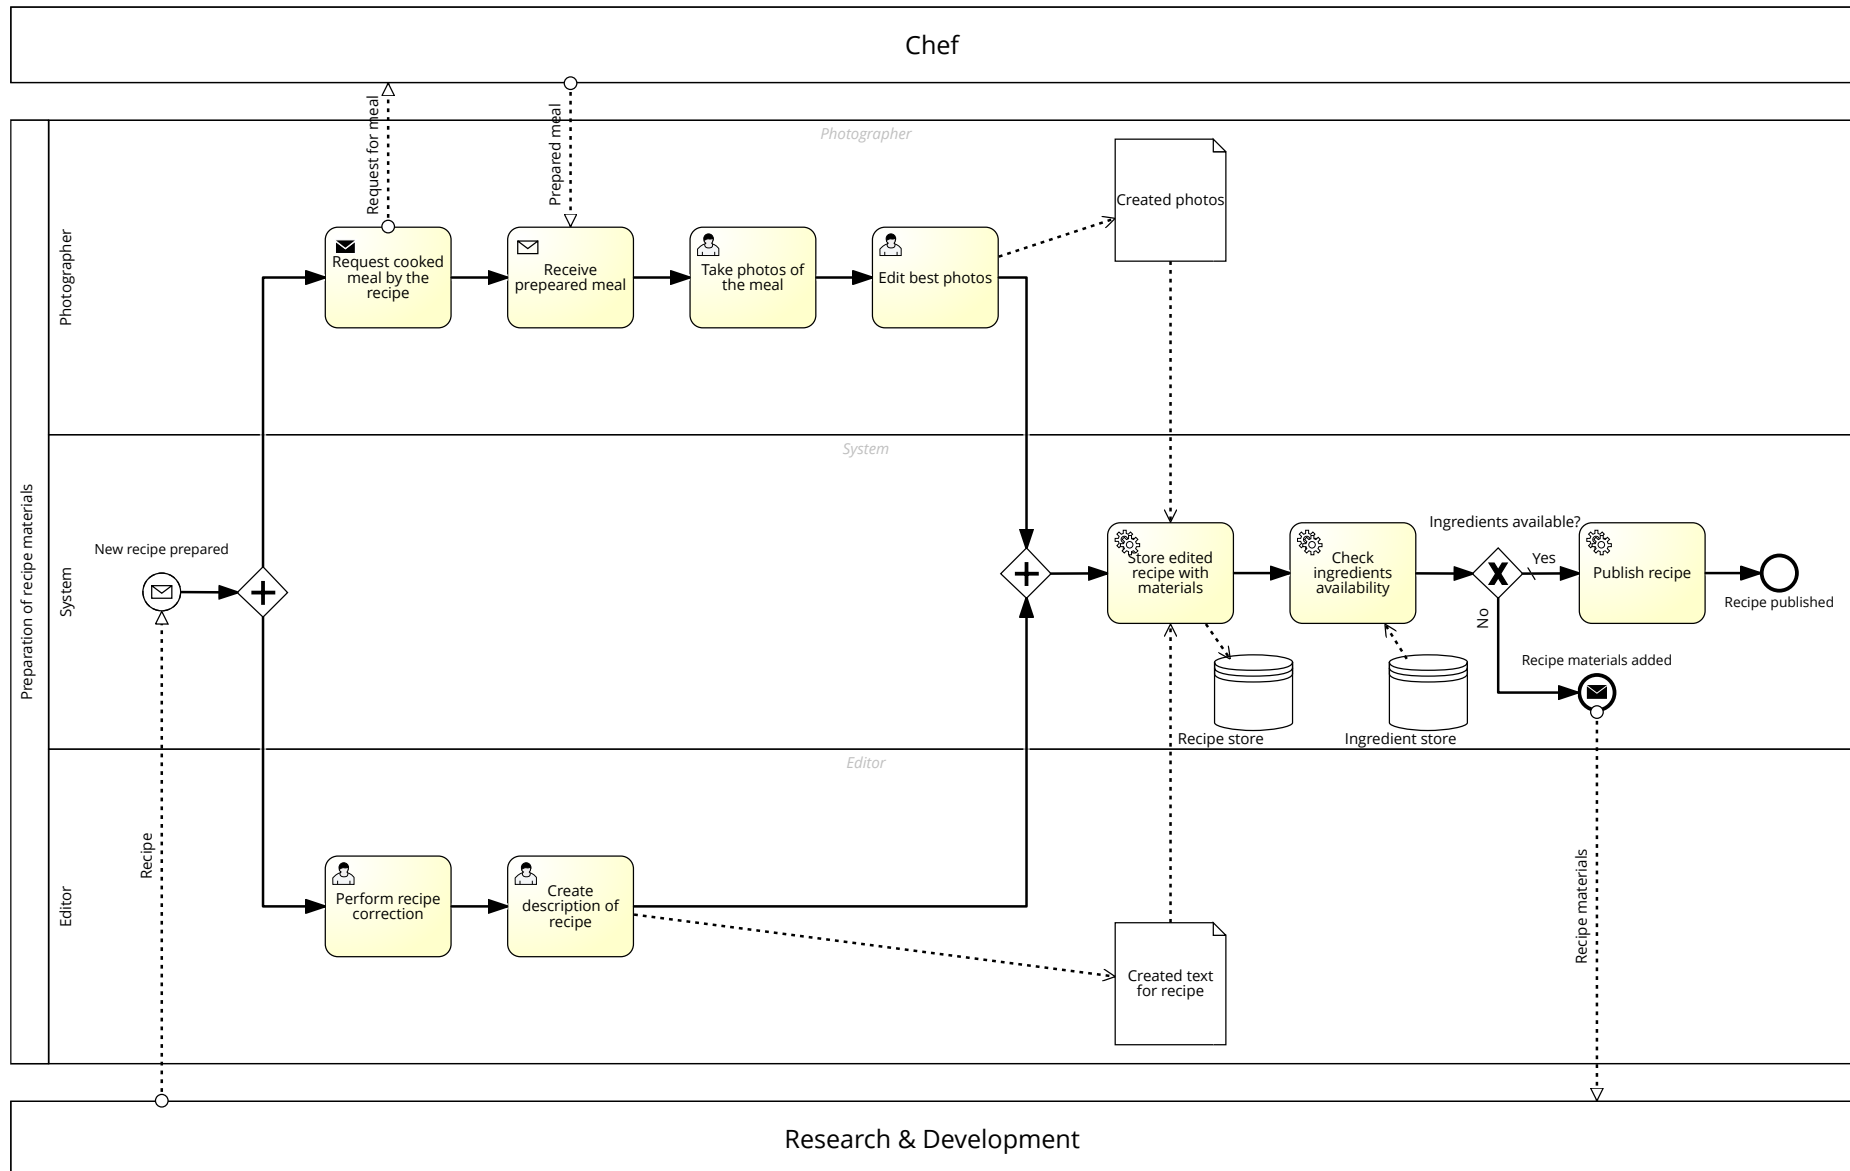 Chef
Request for meal
Prepared meal
Photographer
Created photos
Photographer
Request cooked
meal by the
recipe
Receive
prepeared meal
Take photos of
the meal
Edit best photos
Preparation of recipe materials
System
System
New recipe prepared
Store edited
recipe with
materials
Check
ingredients
availability
Ingredients available?
Yes
No
Publish recipe
Recipe published
Recipe materials added
Recipe store
Ingredient store
Editor
Editor
Recipe
Perform recipe
correction
Create
description of
recipe
Created text
for recipe
Recipe materials
Research & Development